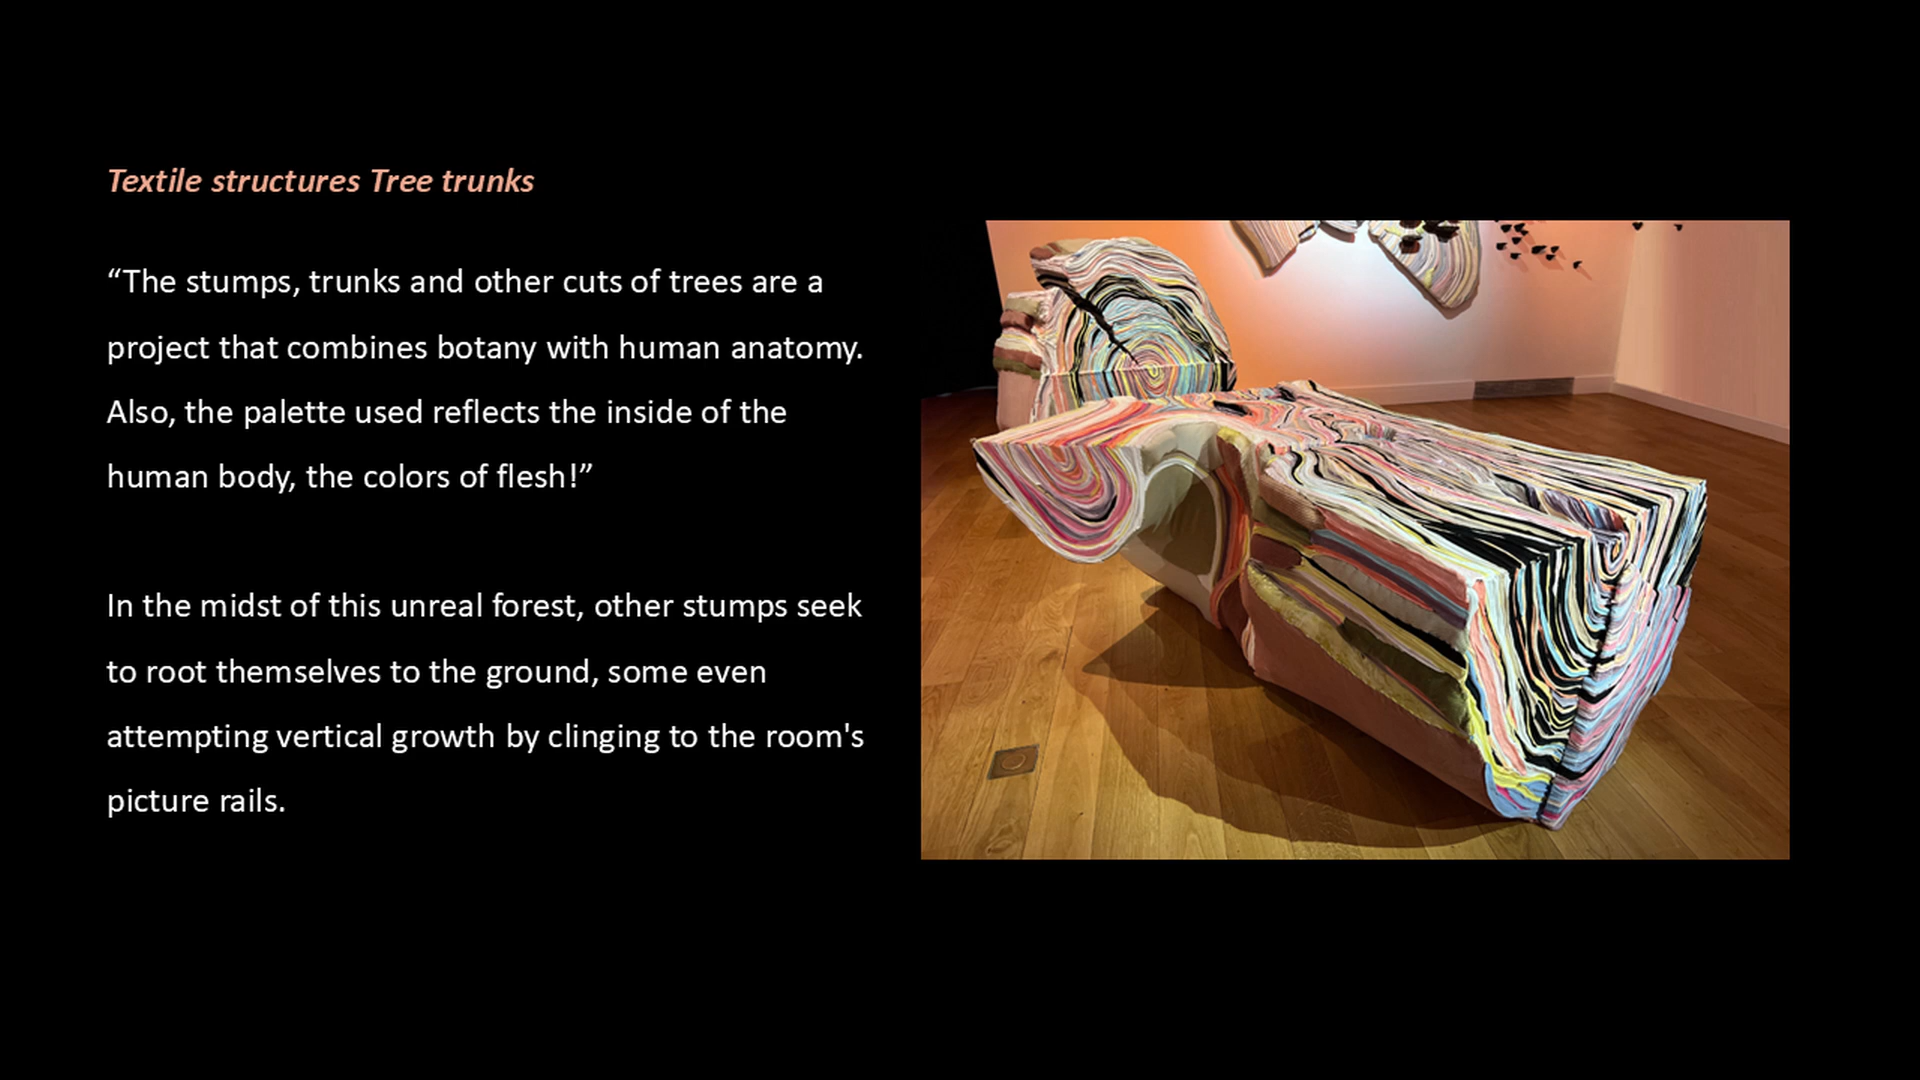 Textile structures Tree trunks
“The stumps, trunks and other cuts of trees are a
project that combines botany with human anatomy.
Also, the palette used reflects the inside of the
human body, the colors of flesh!”
In the midst of this unreal forest, other stumps seek
to root themselves to the ground, some even
attempting vertical growth by clinging to the room's
picture rails.